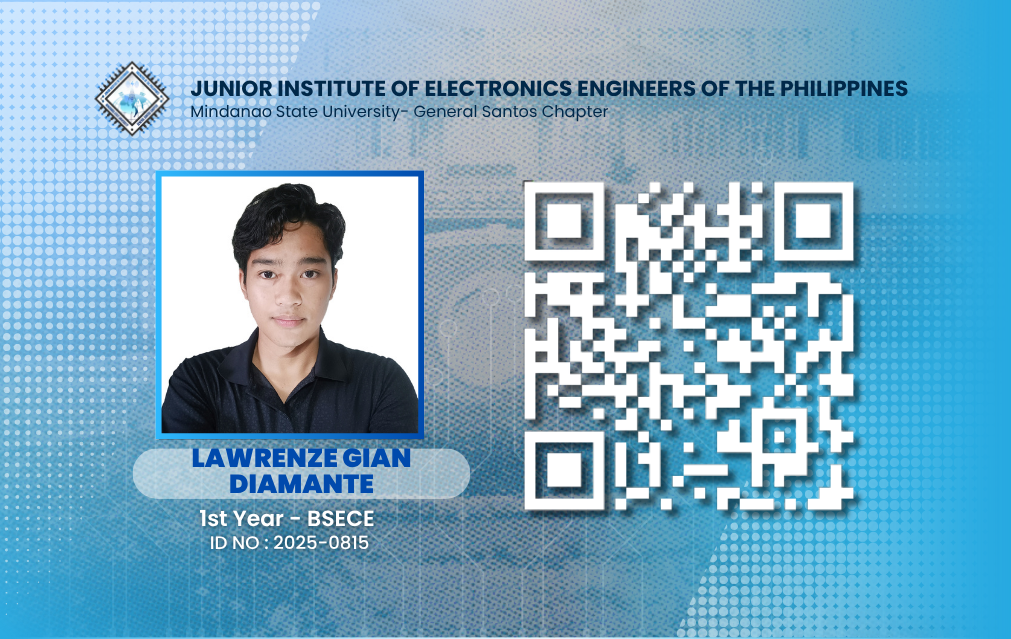 JUNIOR INSTITUTE OF ELECTRONICS ENGINEERS OF THE PHILIPPINES
Mindanao State University- General Santos Chapter
LAWRENZE GIAN
DIAMANTE
1st Year - BSECE
ID NO : 2025-0815